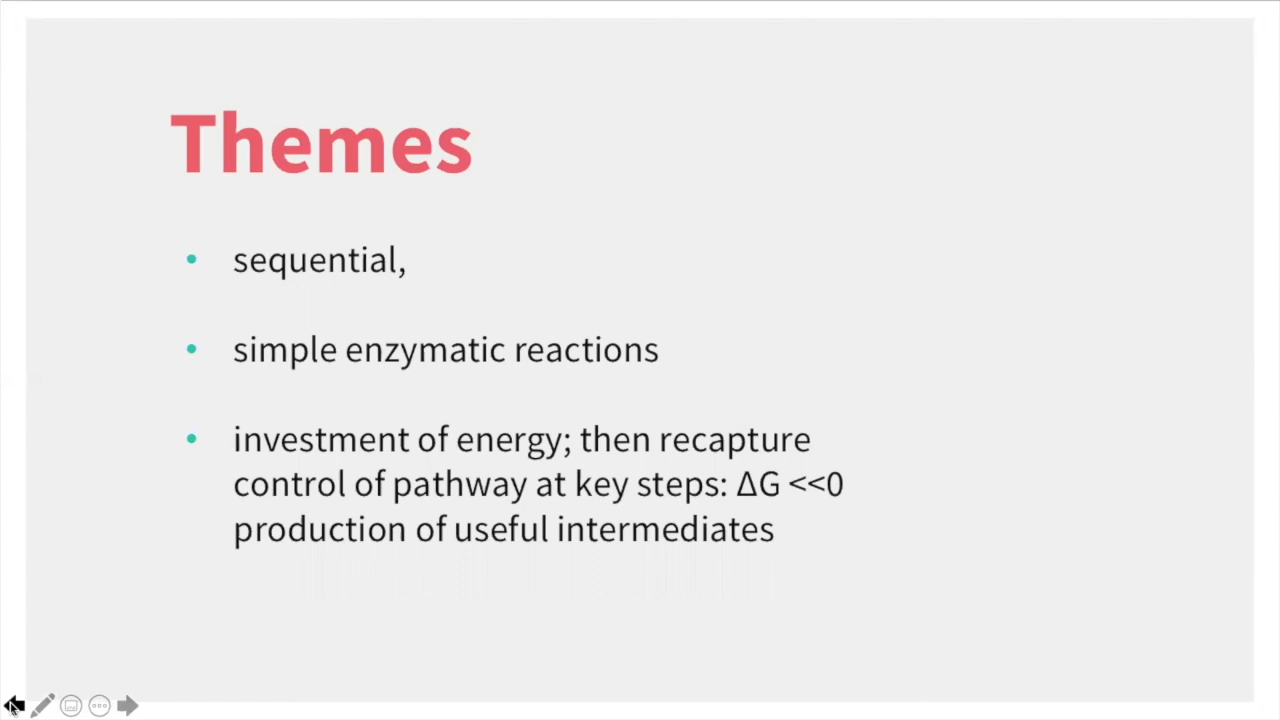 Themes
• sequential,
• simple enzymatic reactions
• investment of energy; then recapture
control of pathway at key steps: ΔG <<0
production of useful intermediates